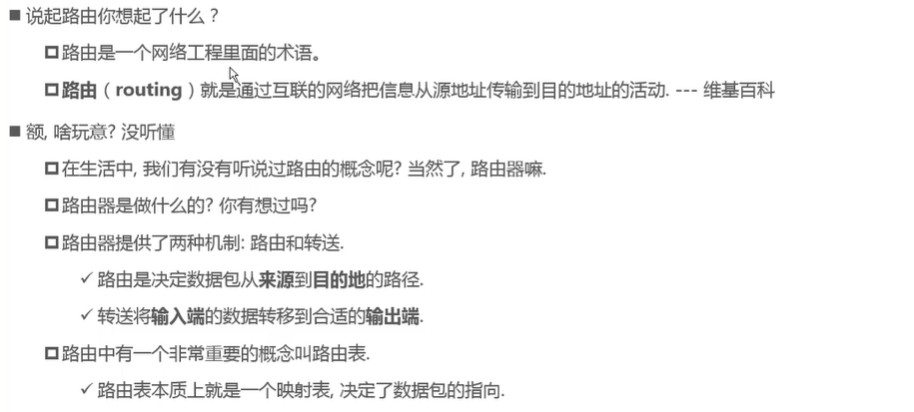 说起路由你想起了什么？
路由是一个网络工程里面的术语。
路由（routing）就是通过互联的网络把信息从源地址传输到目的地址的活动. --- 维基百科
额, 啥玩意? 没听懂
在生活中, 我们有没有听说过路由的概念呢? 当然了, 路由器嘛.
路由器是做什么的? 你有想过吗?
路由器提供了两种机制: 路由和转送.
路由是决定数据包从来源到目的地的路径.
转送将输入端的数据转移到合适的输出端.
路由中有一个非常重要的概念叫路由表.
路由表本质上就是一个映射表, 决定了数据包的指向.